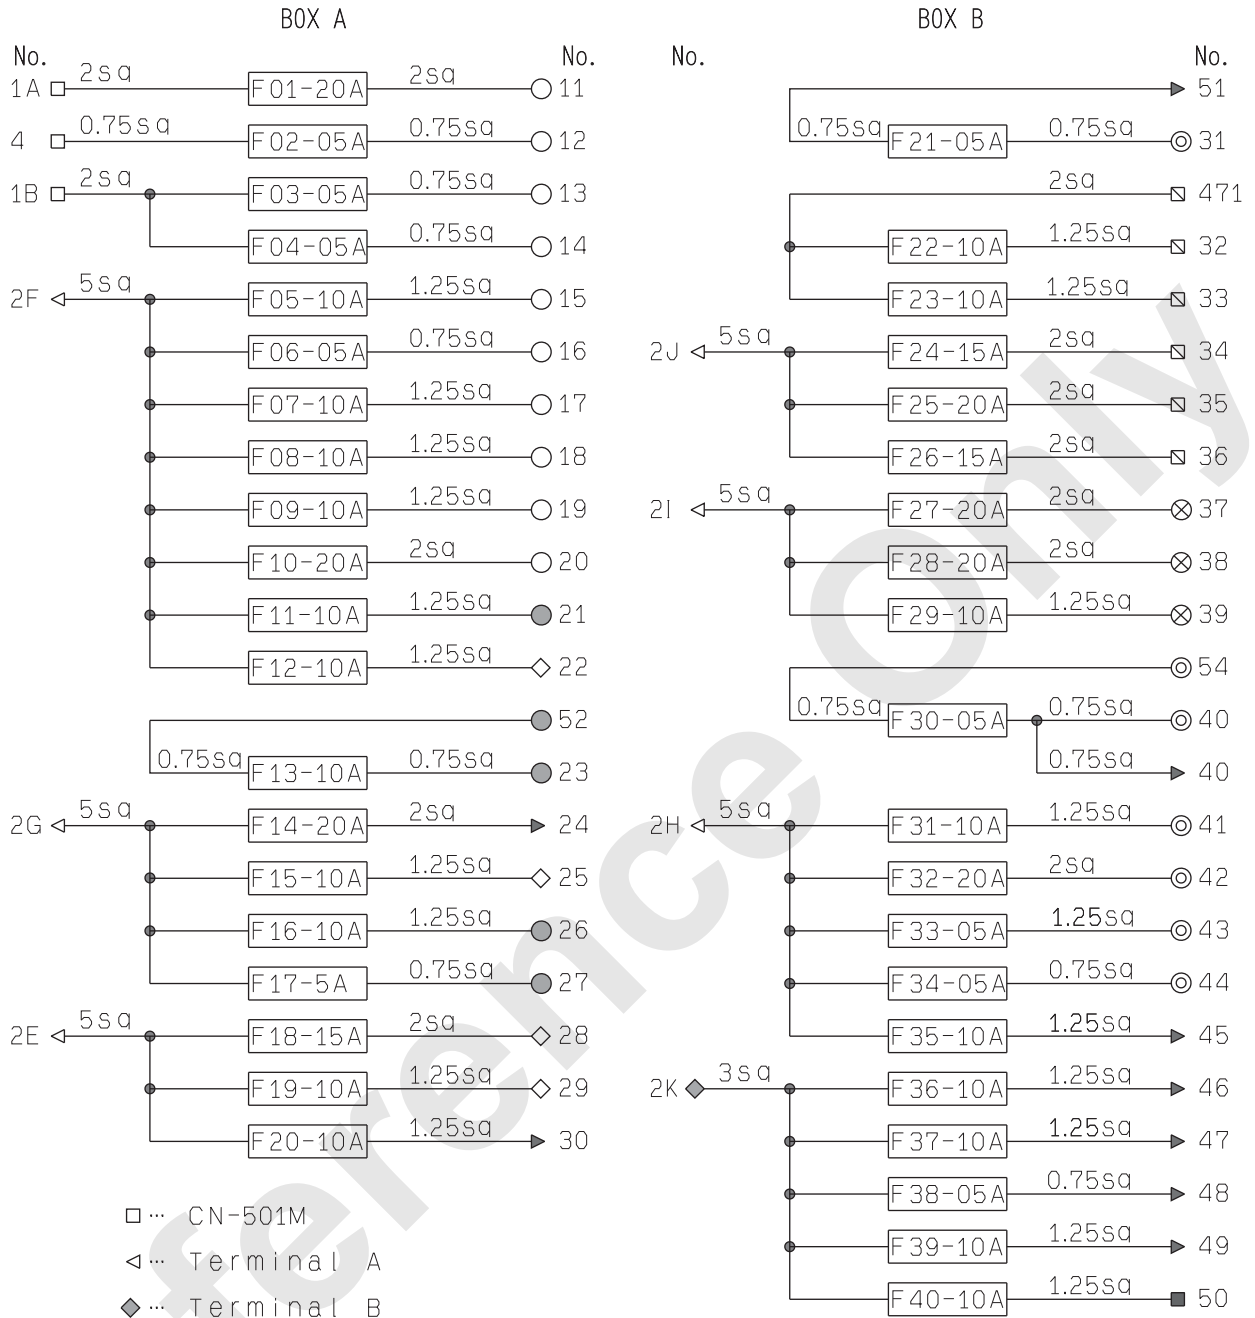 BOX A
No. No.
1A 2sq F01-20A 2sq 11
4 0.75sq F02-05A 0.75sq 12
1B 2sq F03-05A 0.75sq 13
F04-05A 0.75sq 14
2F 5sq F05-10A 1.25sq 15
F06-05A 0.75sq 16
F07-10A 1.25sq 17
F08-10A 1.25sq 18
F09-10A 1.25sq 19
F10-20A 2sq 20
F11-10A 1.25sq 21
F12-10A 1.25sq 22
52
0.75sq F13-10A 0.75sq 23
2G 5sq F14-20A 2sq 24
F15-10A 1.25sq 25
F16-10A 1.25sq 26
F17-5A 0.75sq 27
2E 5sq F18-15A 2sq 28
F19-10A 1.25sq 29
F20-10A 1.25sq 30
··· CN-501M
··· Terminal A
··· Terminal B
BOX B
No. No.
51
0.75sq F21-05A 0.75sq 31
2sq 471
F22-10A 1.25sq 32
F23-10A 1.25sq 33
2J 5sq F24-15A 2sq 34
F25-20A 2sq 35
F26-15A 2sq 36
2I 5sq F27-20A 2sq 37
F28-20A 2sq 38
F29-10A 1.25sq 39
54
0.75sq F30-05A 0.75sq 40
0.75sq 40
2H 5sq F31-10A 1.25sq 41
F32-20A 2sq 42
F33-05A 1.25sq 43
F34-05A 0.75sq 44
F35-10A 1.25sq 45
2K 3sq F36-10A 1.25sq 46
F37-10A 1.25sq 47
F38-05A 0.75sq 48
F39-10A 1.25sq 49
F40-10A 1.25sq 50
ference Only